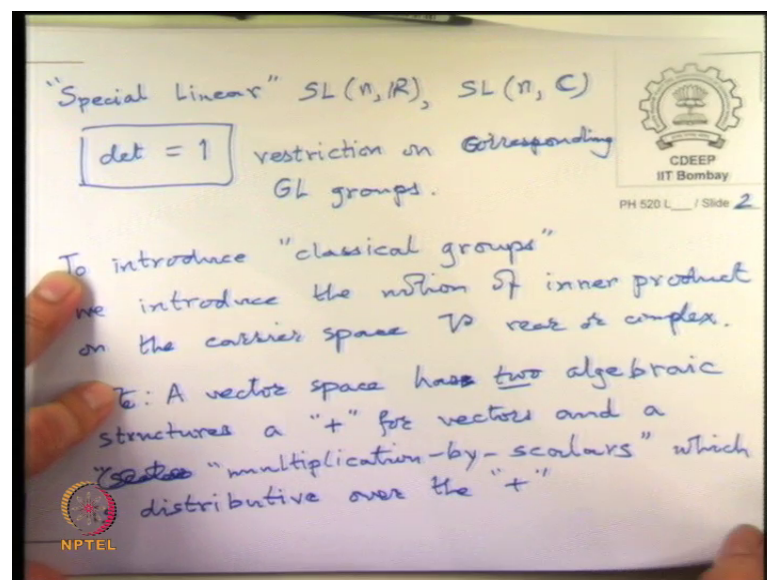 "Special Linear" SL(n, IR), SL(n, C)
det = 1 restriction on corresponding
GL groups.
CDEEP
IIT Bombay
PH 520 L___ / Slide 2
To introduce "classical groups"
we introduce the notion of inner product
on the carrier space V real or complex.
te: A vector space has two algebraic
structures a "+" for vectors and a
"multiplication-by-scalars" which
distributive over the "+"
NPTEL